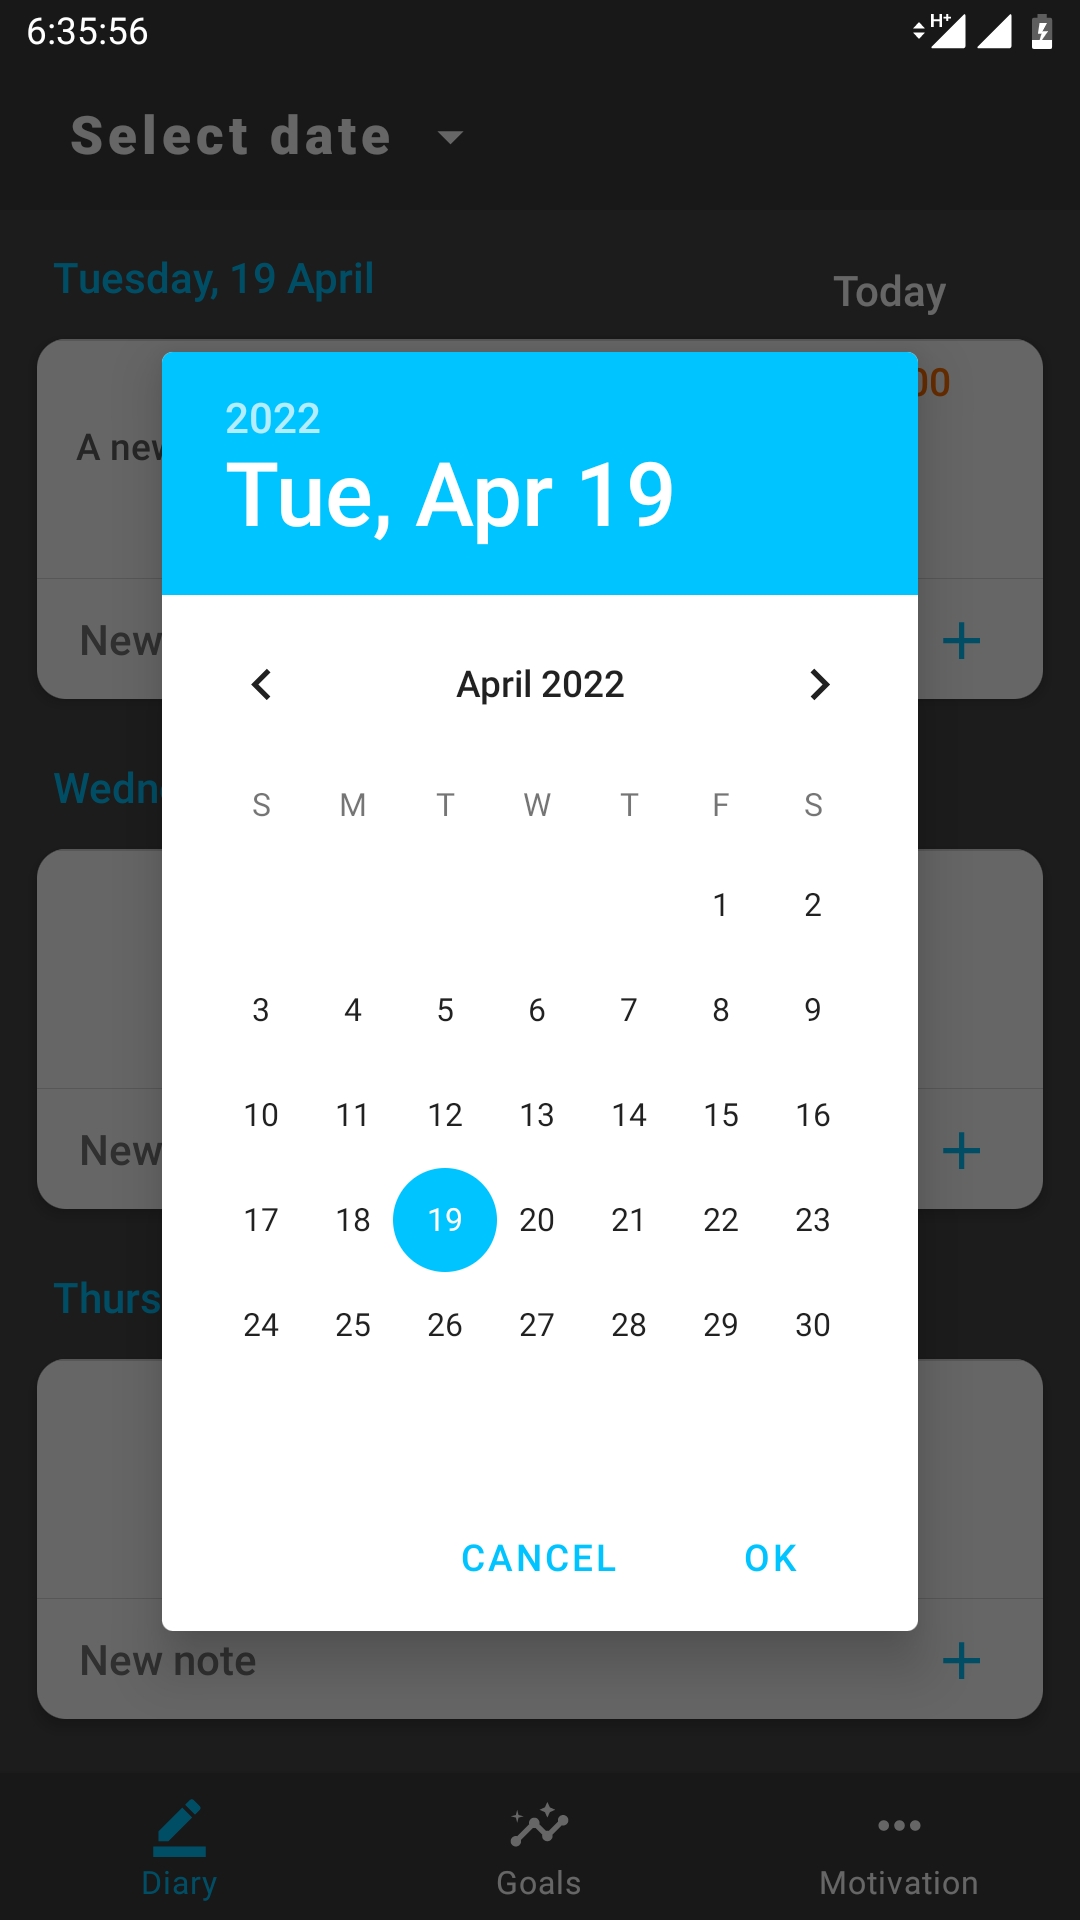 6:35:56
H+
Select date
Tuesday, 19 April
Today
00
A new
New
2022
Tue, Apr 19
April 2022
S M T W T F S
1 2
3 4 5 6 7 8 9
10 11 12 13 14 15 16
17 18 19 20 21 22 23
24 25 26 27 28 29 30
Wedn
New
Thurs
CANCEL OK
New note
Diary Goals Motivation